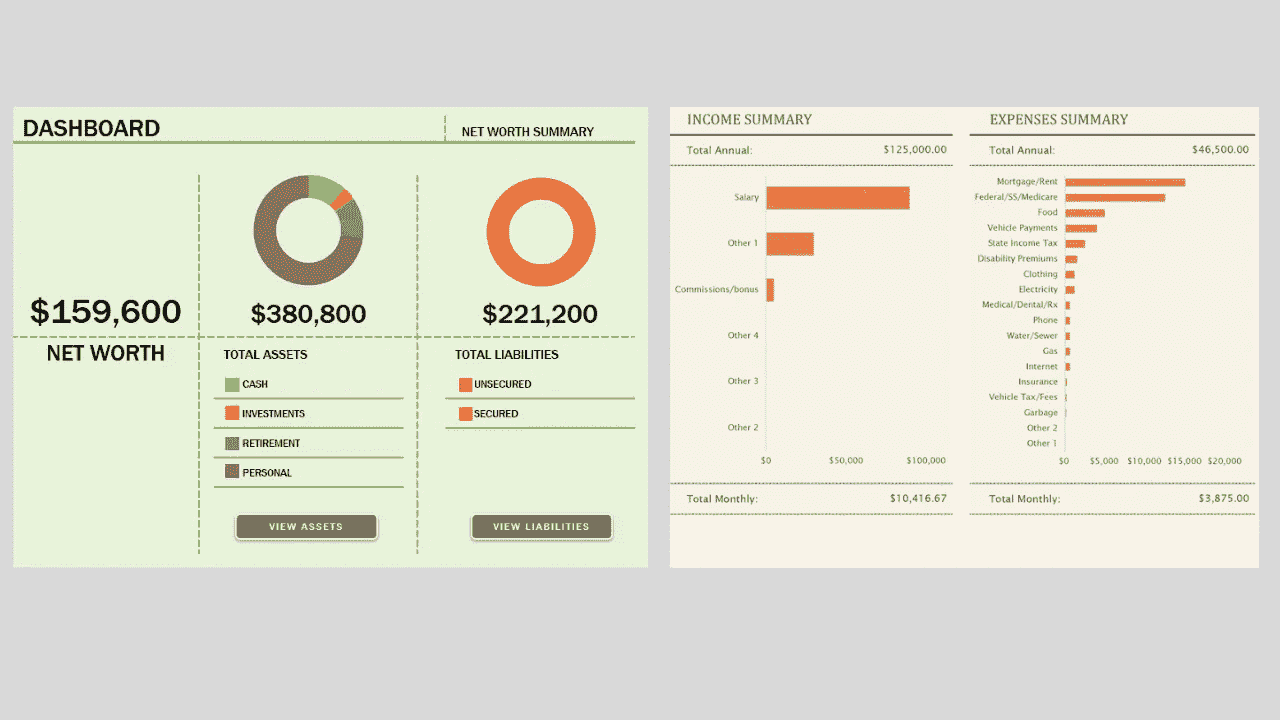 DASHBOARD
NET WORTH SUMMARY
$159,600
NET WORTH
$380,800
TOTAL ASSETS
CASH
INVESTMENTS
RETIREMENT
PERSONAL
VIEW ASSETS
$221,200
TOTAL LIABILITIES
UNSECURED
SECURED
VIEW LIABILITIES
INCOME SUMMARY
Total Annual: $125,000.00
Salary
Other 1
Commissions/bonus
Other 4
Other 3
Other 2
$0 $50,000 $100,000
Total Monthly: $10,416.67
EXPENSES SUMMARY
Total Annual: $46,500.00
Mortgage/Rent
Federal/SS/Medicare
Food
Vehicle Payments
State Income Tax
Disability Premiums
Clothing
Electricity
Medical/Dental/Rx
Phone
Water/Sewer
Gas
Internet
Insurance
Vehicle Tax/Fees
Garbage
Other 2
Other 1
$0 $5,000 $10,000 $15,000 $20,000
Total Monthly: $3,875.00